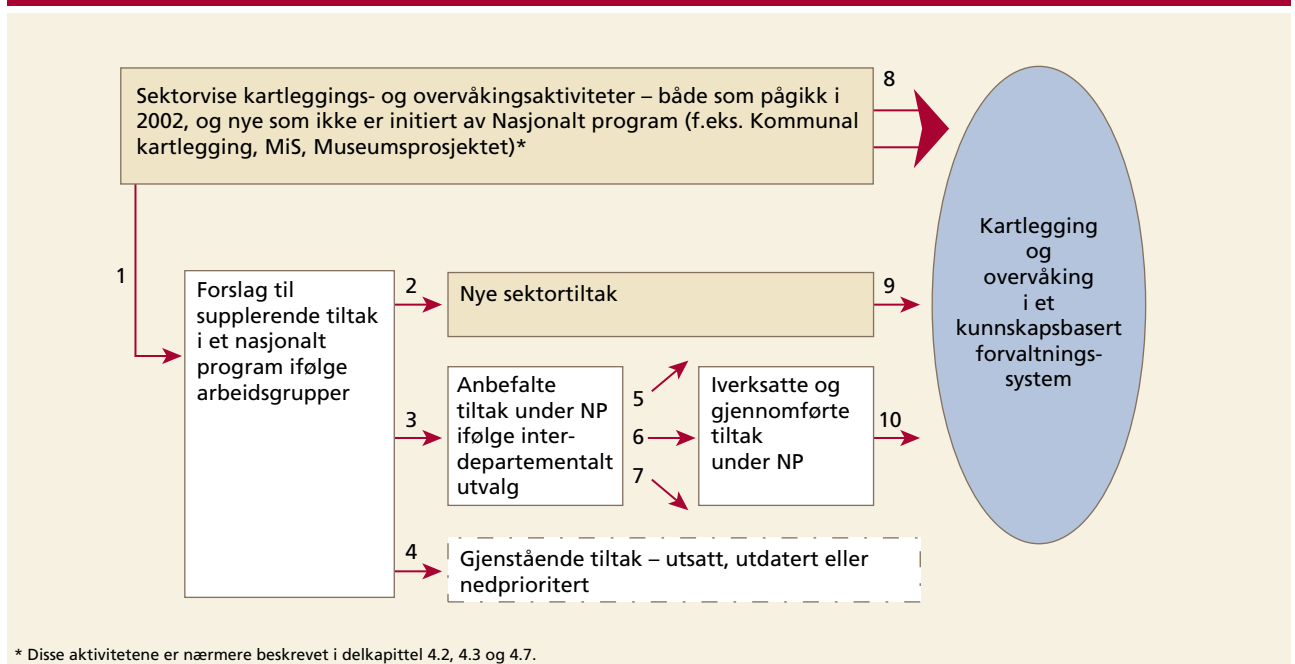 Sektorvise kartleggings- og overvåkingsaktiviteter – både som pågikk i
2002, og nye som ikke er initiert av Nasjonalt program (f.eks. Kommunal
kartlegging, MiS, Museumsprosjektet)*
8
1
Forslag til
supplerende tiltak
i et nasjonalt
program ifølge
arbeidsgrupper
2
Nye sektortiltak
9
3
Anbefalte
tiltak under NP
ifølge inter-
departementalt
utvalg
5
6
7
Iverksatte og
gjennomførte
tiltak
under NP
10
4
Gjenstående tiltak – utsatt, utdatert eller
nedprioritert
Kartlegging
og
overvåking
i et
kunnskapsbasert
forvaltnings-
system
* Disse aktivitetene er nærmere beskrevet i delkapittel 4.2, 4.3 og 4.7.